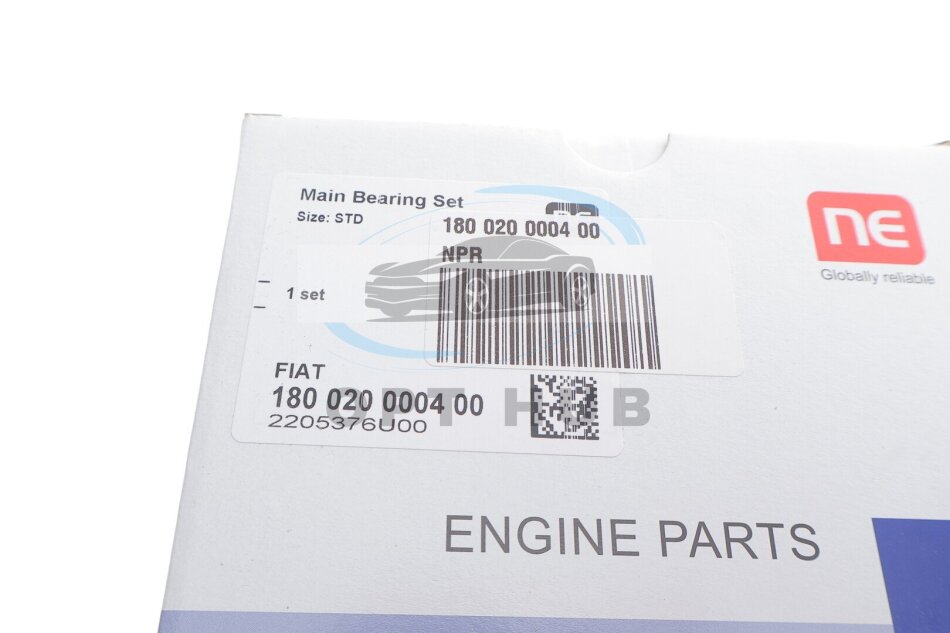 Main Bearing Set
Size: STD
180 020 0004 00
NPR
1 set
FIAT
180 020 0004 00
2205376U00
OPT HUB
NE
Globally reliable
ENGINE PARTS